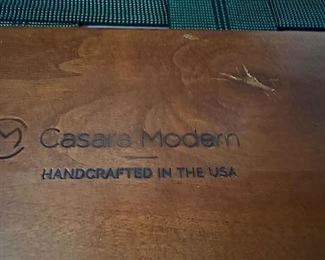 Casara Modern
HANDCRAFTED IN THE USA